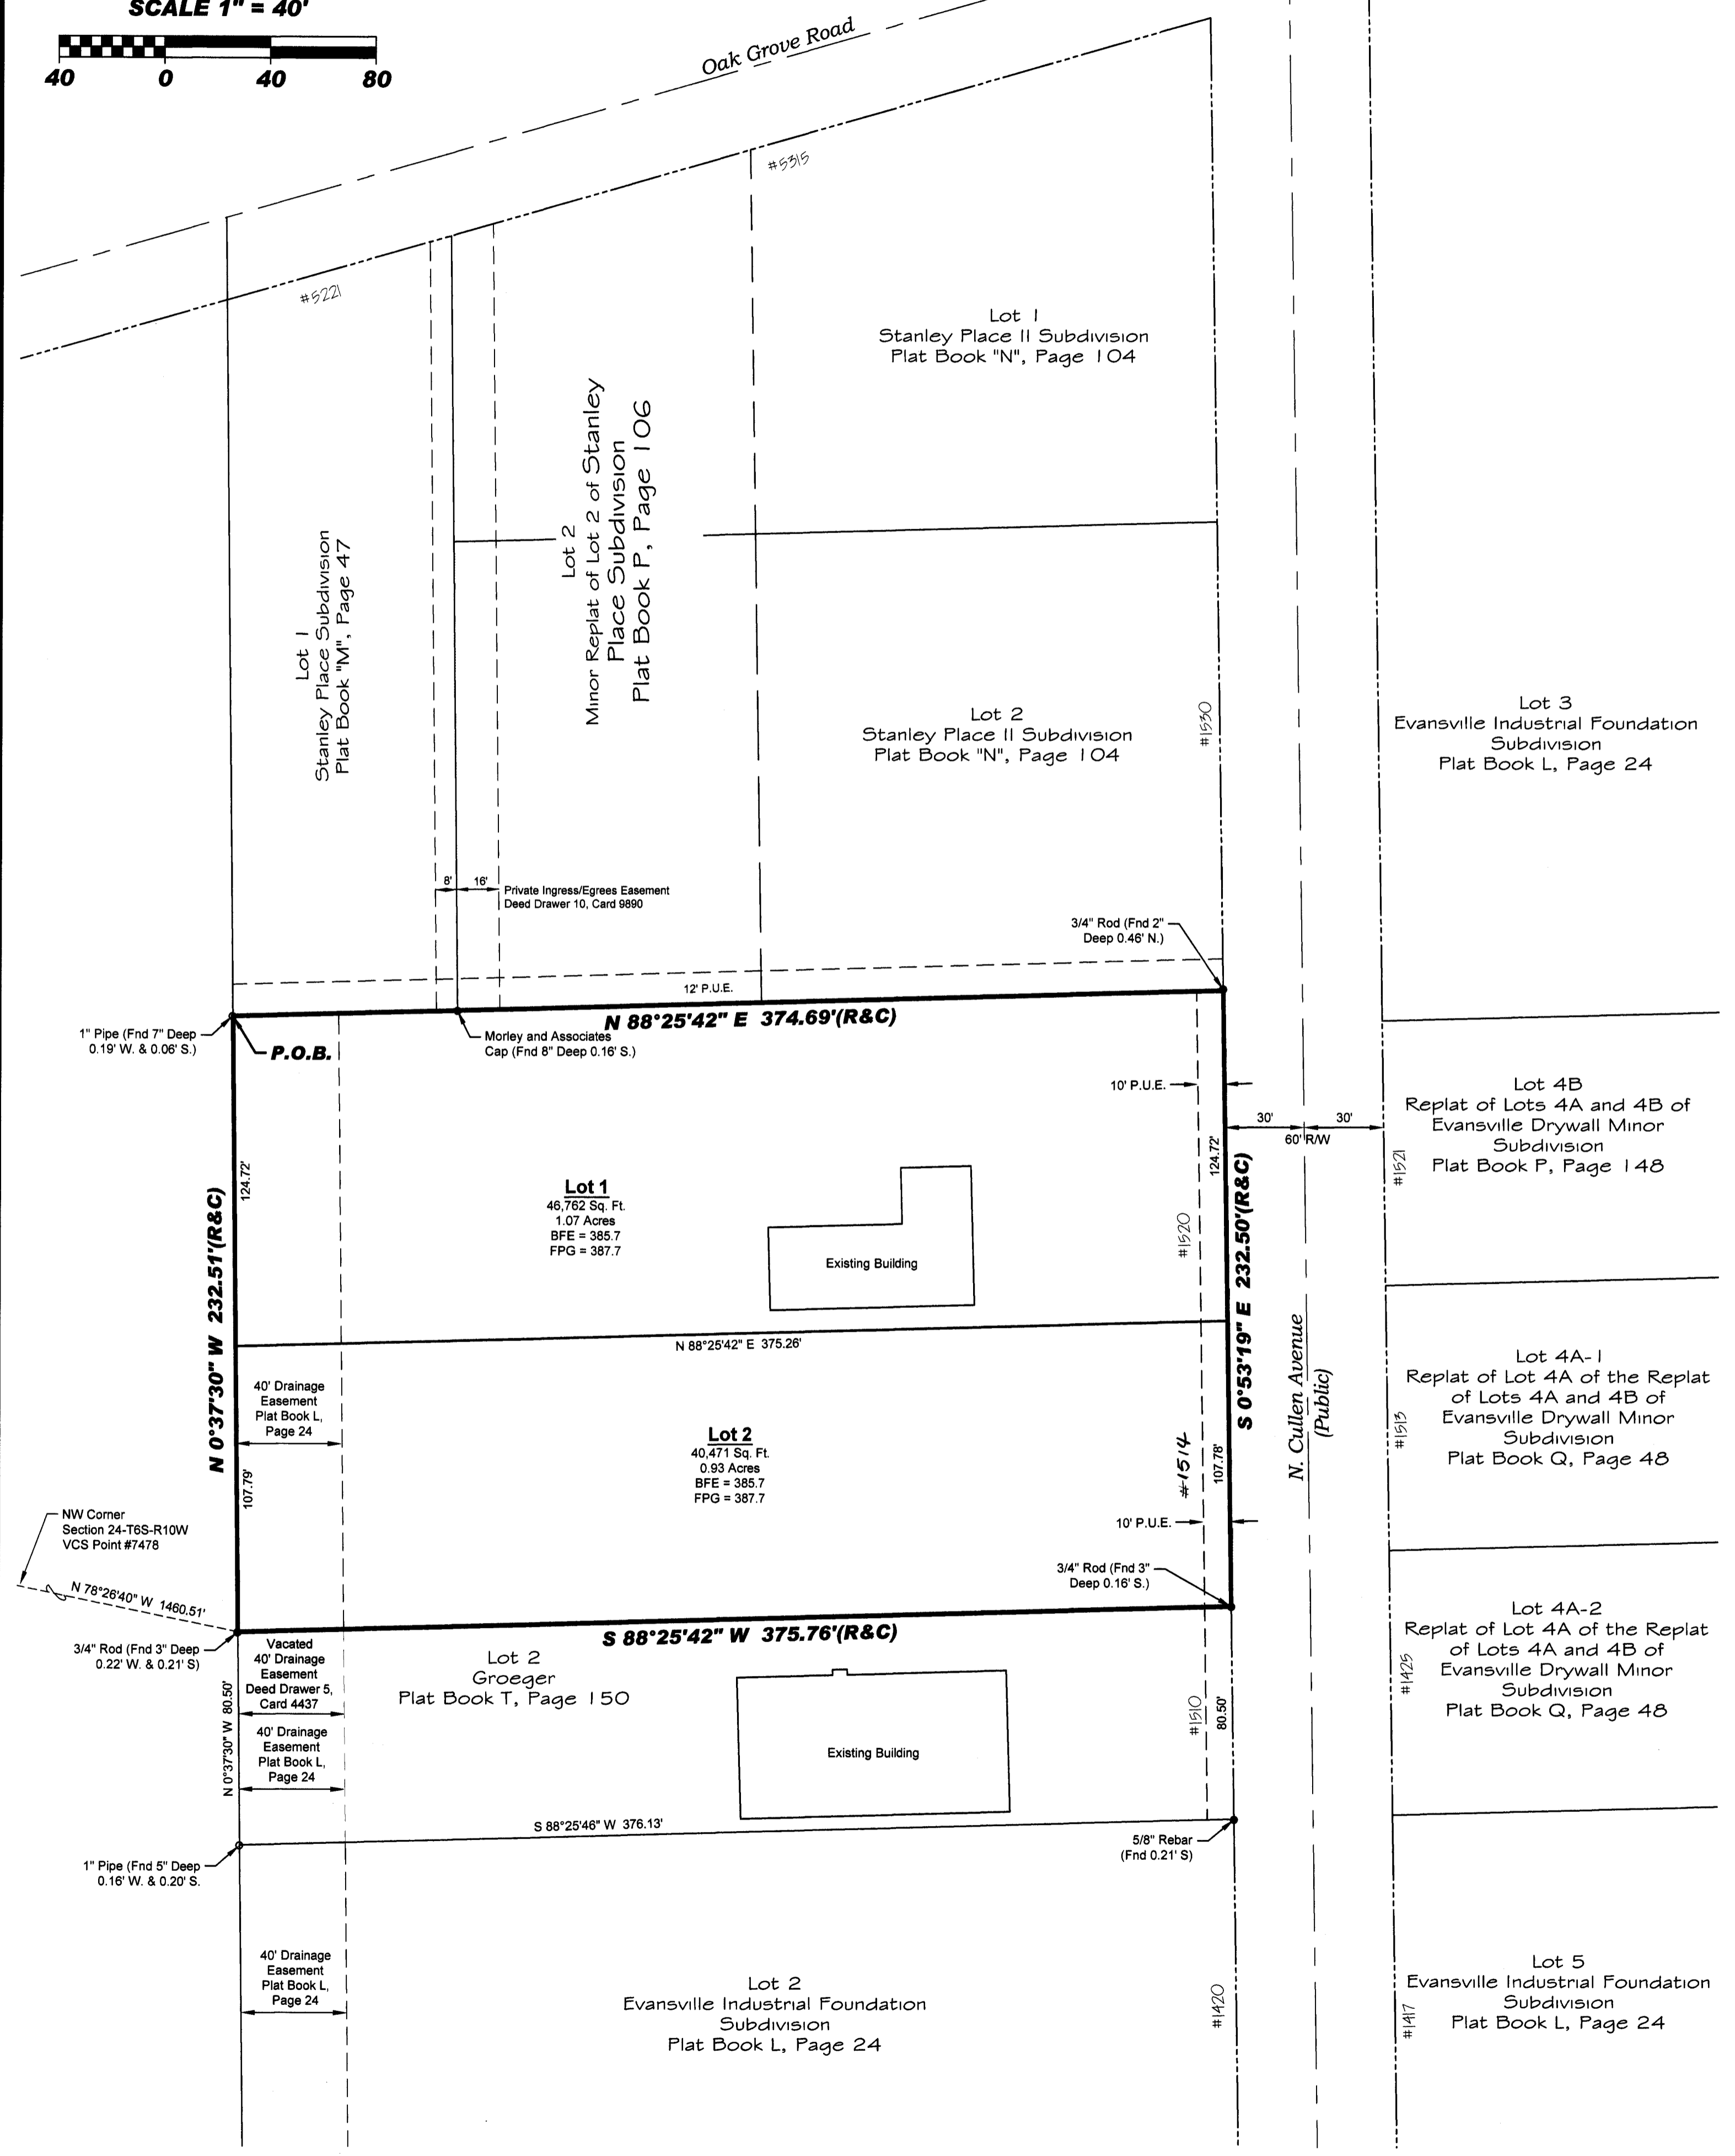 SCALE 1" = 40'
40 0 40 80
Oak Grove Road
#5315
#5221
Lot 1
Stanley Place II Subdivision
Plat Book "N", Page 104
Lot 1
Stanley Place Subdivision
Plat Book "M", Page 47
Lot 2
Minor Replat of Lot 2 of Stanley
Place Subdivision
Plat Book P, Page 106
Lot 2
Stanley Place II Subdivision
Plat Book "N", Page 104
#1530
Lot 3
Evansville Industrial Foundation
Subdivision
Plat Book L, Page 24
8' 16'
Private Ingress/Egrees Easement
Deed Drawer 10, Card 9890
3/4" Rod (Fnd 2"
Deep 0.46' N.)
12' P.U.E.
N 88°25'42" E 374.69'(R&C)
1" Pipe (Fnd 7" Deep
0.19' W. & 0.06' S.)
P.O.B.
Morley and Associates
Cap (Fnd 8" Deep 0.16' S.)
10' P.U.E.
30' 30'
60' R/W
Lot 4B
Replat of Lots 4A and 4B of
Evansville Drywall Minor
Subdivision
Plat Book P, Page 148
#1521
124.72'
124.72'
N 0°37'30" W 232.51'(R&C)
S 0°53'19" E 232.50'(R&C)
Lot 1
46,762 Sq. Ft.
1.07 Acres
BFE = 385.7
FPG = 387.7
Existing Building
#1520
N 88°25'42" E 375.26'
N. Cullen Avenue
(Public)
Lot 4A-1
Replat of Lot 4A of the Replat
of Lots 4A and 4B of
Evansville Drywall Minor
Subdivision
Plat Book Q, Page 48
#1513
40' Drainage
Easement
Plat Book L,
Page 24
107.79'
Lot 2
40,471 Sq. Ft.
0.93 Acres
BFE = 385.7
FPG = 387.7
#1514
107.78'
10' P.U.E.
NW Corner
Section 24-T6S-R10W
VCS Point #7478
N 78°26'40" W 1460.51'
3/4" Rod (Fnd 3"
Deep 0.16' S.)
S 88°25'42" W 375.76'(R&C)
3/4" Rod (Fnd 3" Deep
0.22' W. & 0.21' S)
Vacated
40' Drainage
Easement
Deed Drawer 5,
Card 4437
40' Drainage
Easement
Plat Book L,
Page 24
N 0°37'30" W 80.50'
Lot 2
Groeger
Plat Book T, Page 150
Existing Building
#1510
80.50'
Lot 4A-2
Replat of Lot 4A of the Replat
of Lots 4A and 4B of
Evansville Drywall Minor
Subdivision
Plat Book Q, Page 48
#1425
S 88°25'46" W 376.13'
1" Pipe (Fnd 5" Deep
0.16' W. & 0.20' S.
5/8" Rebar
(Fnd 0.21' S)
40' Drainage
Easement
Plat Book L,
Page 24
Lot 2
Evansville Industrial Foundation
Subdivision
Plat Book L, Page 24
#1420
Lot 5
Evansville Industrial Foundation
Subdivision
Plat Book L, Page 24
#1417